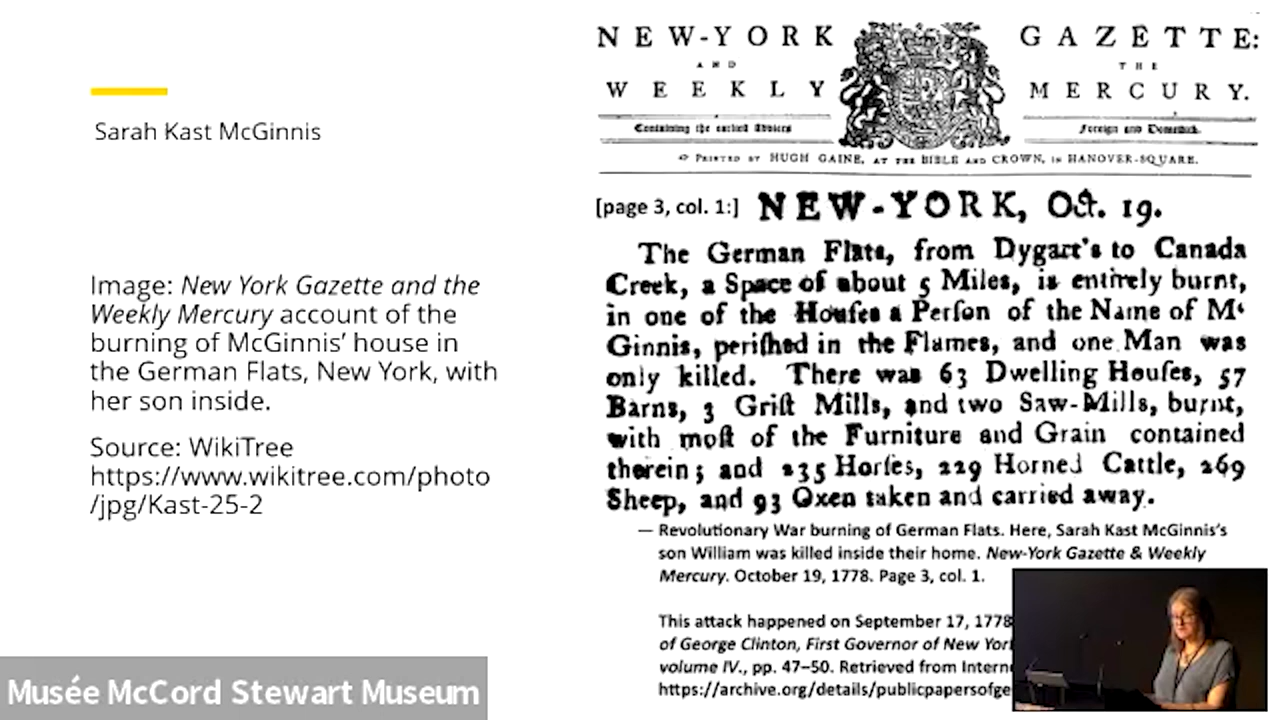 Sarah Kast McGinnis
Image: New York Gazette and the
Weekly Mercury account of the
burning of McGinnis’ house in
the German Flats, New York, with
her son inside.
Source: WikiTree
https://www.wikitree.com/photo
/jpg/Kast-25-2
NEW-YORK GAZETTE:
AND THE
WEEKLY MERCURY.
Containing the earliest Advices Foreign and Domestick.
PRINTED BY HUGH GAINE, AT THE BIBLE AND CROWN, IN HANOVER-SQUARE.
[page 3, col. 1:] NEW-YORK, Oct. 19.
The German Flats, from Dygart's to Canada
Creek, a Space of about 5 Miles, is entirely burnt,
in one of the Houſes a Perſon of the Name of Mᶜ
Ginnis, periſhed in the Flames, and one Man was
only killed. There was 63 Dwelling Houſes, 57
Barns, 3 Griſt Mills, and two Saw-Mills, burnt,
with moſt of the Furniture and Grain contained
therein; and 235 Horſes, 229 Horned Cattle, 269
Sheep, and 93 Oxen taken and carried away.
— Revolutionary War burning of German Flats. Here, Sarah Kast McGinnis’s
son William was killed inside their home. New-York Gazette & Weekly
Mercury. October 19, 1778. Page 3, col. 1.
This attack happened on September 17, 1778
of George Clinton, First Governor of New Yor
volume IV., pp. 47–50. Retrieved from Intern
https://archive.org/details/publicpapersofge
Musée McCord Stewart Museum